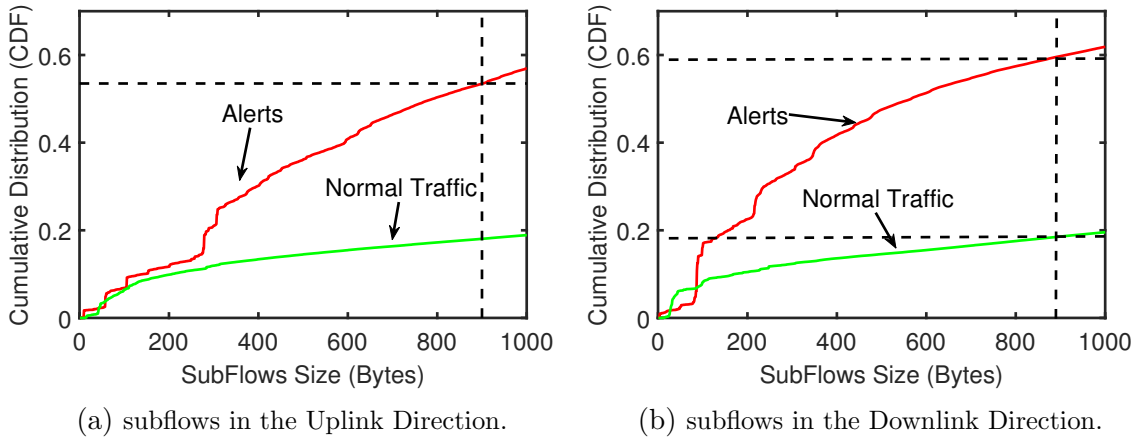 Cumulative Distribution (CDF)
0.6
0.4
0.2
0
Alerts
Normal Traffic
0 200 400 600 800 1000
SubFlows Size (Bytes)
(a) subflows in the Uplink Direction.
Cumulative Distribution (CDF)
0.6
0.4
0.2
0
Alerts
Normal Traffic
0 200 400 600 800 1000
SubFlows Size (Bytes)
(b) subflows in the Downlink Direction.